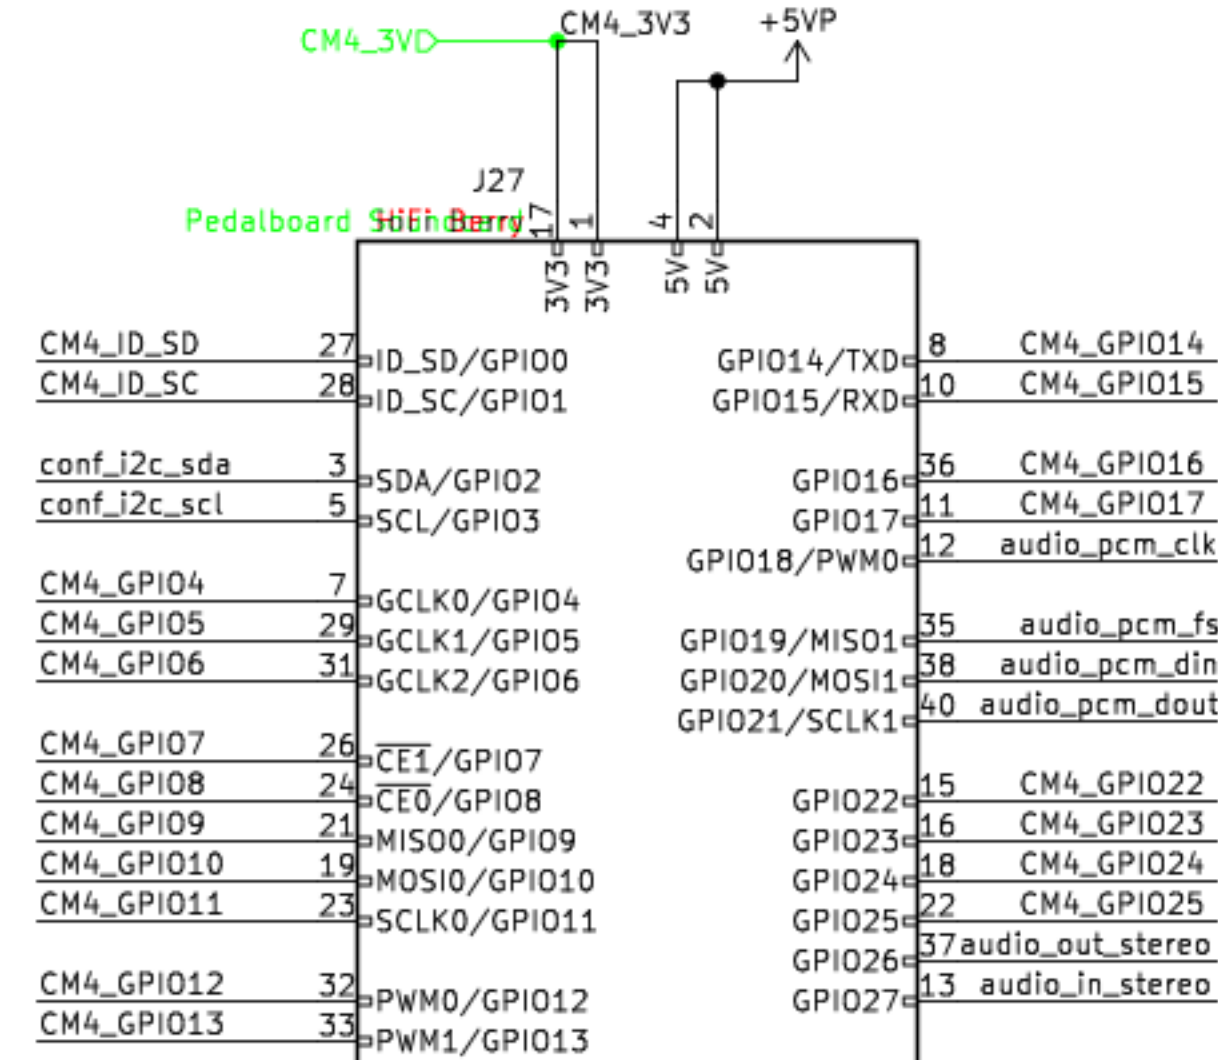 CM4_3V
CM4_3V3
+5VP
J27
Pedalboard
HiFi Berry
17 1 4 2
3V3 3V3 5V 5V
CM4_ID_SD 27 ID_SD/GPIO0 GPIO14/TXD 8 CM4_GPIO14
CM4_ID_SC 28 ID_SC/GPIO1 GPIO15/RXD 10 CM4_GPIO15
conf_i2c_sda 3 SDA/GPIO2 GPIO16 36 CM4_GPIO16
conf_i2c_scl 5 SCL/GPIO3 GPIO17 11 CM4_GPIO17
GPIO18/PWM0 12 audio_pcm_clk
CM4_GPIO4 7 GCLK0/GPIO4
CM4_GPIO5 29 GCLK1/GPIO5 GPIO19/MISO1 35 audio_pcm_fs
CM4_GPIO6 31 GCLK2/GPIO6 GPIO20/MOSI1 38 audio_pcm_din
GPIO21/SCLK1 40 audio_pcm_dout
CM4_GPIO7 26 CE1/GPIO7
CM4_GPIO8 24 CE0/GPIO8 GPIO22 15 CM4_GPIO22
CM4_GPIO9 21 MISO0/GPIO9 GPIO23 16 CM4_GPIO23
CM4_GPIO10 19 MOSI0/GPIO10 GPIO24 18 CM4_GPIO24
CM4_GPIO11 23 SCLK0/GPIO11 GPIO25 22 CM4_GPIO25
GPIO26 37 audio_out_stereo
CM4_GPIO12 32 PWM0/GPIO12 GPIO27 13 audio_in_stereo
CM4_GPIO13 33 PWM1/GPIO13